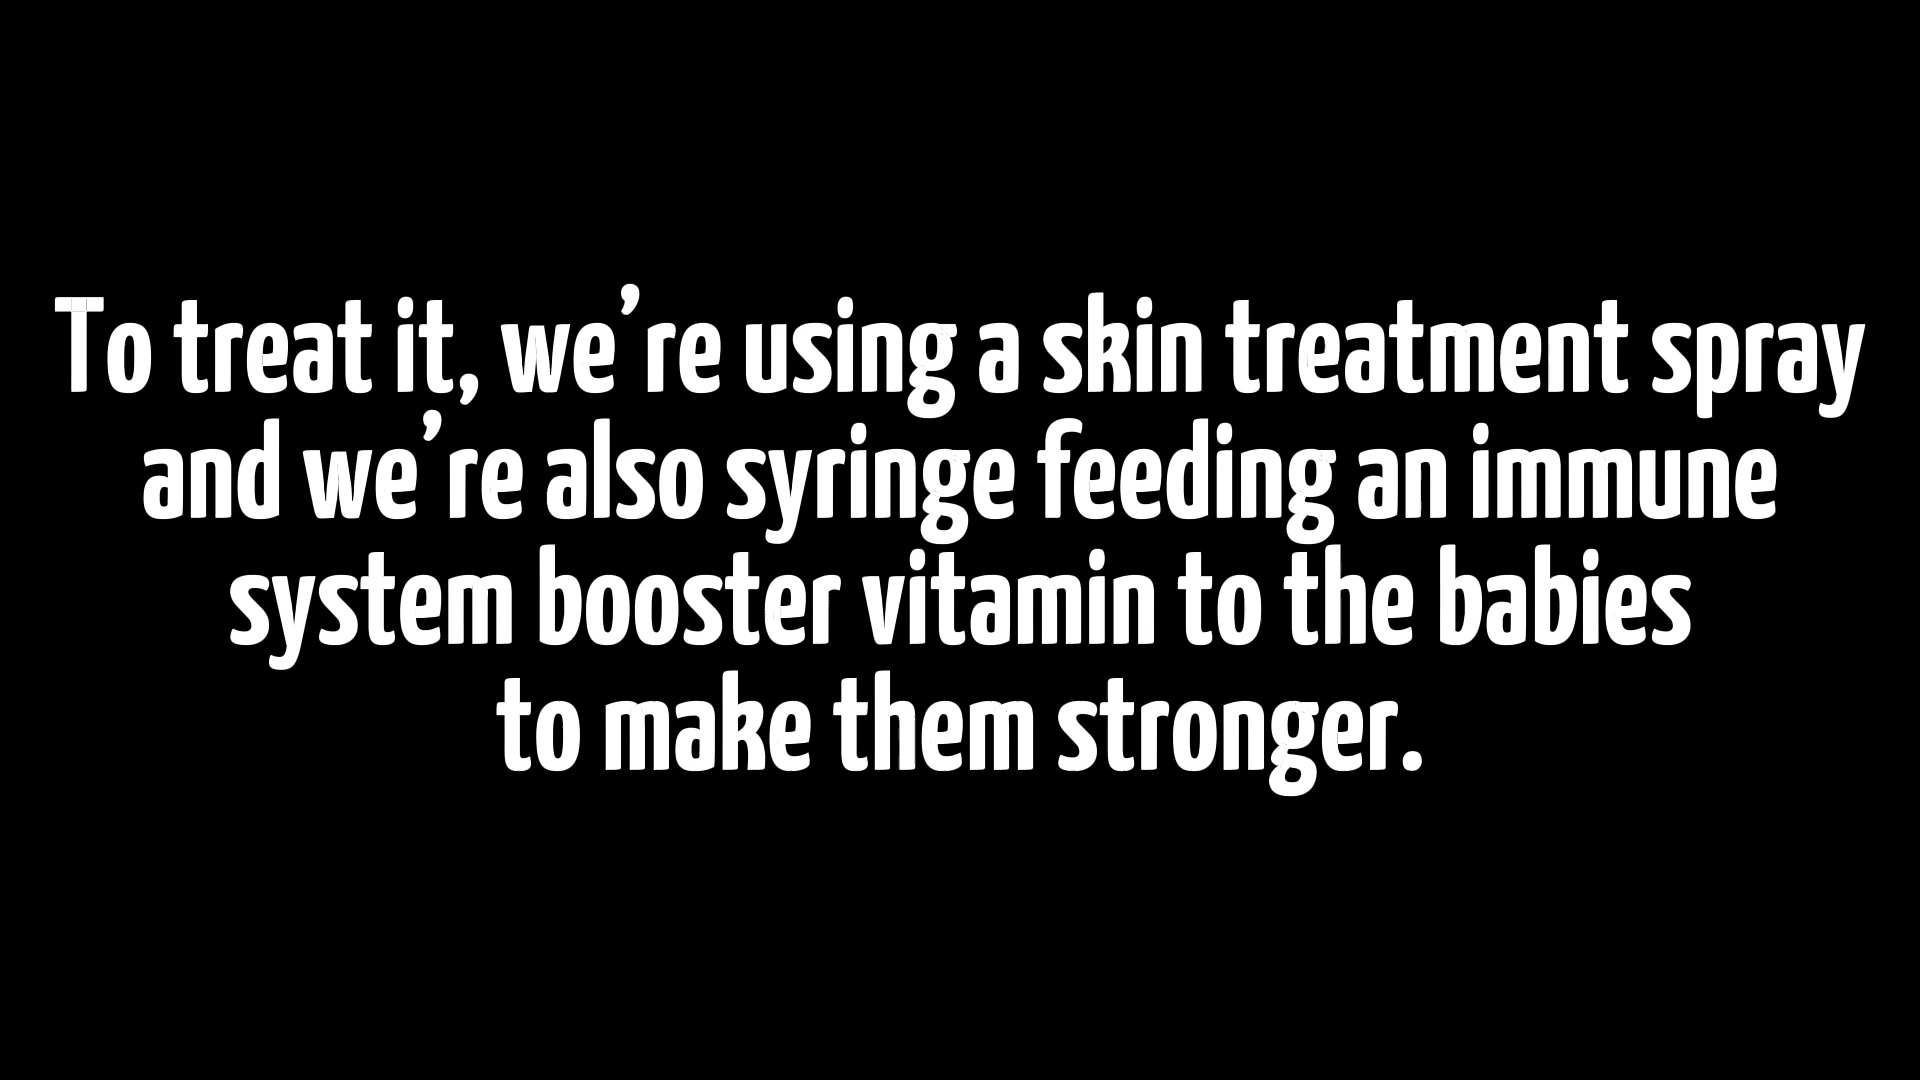 To treat it, we’re using a skin treatment spray
and we’re also syringe feeding an immune
system booster vitamin to the babies
to make them stronger.